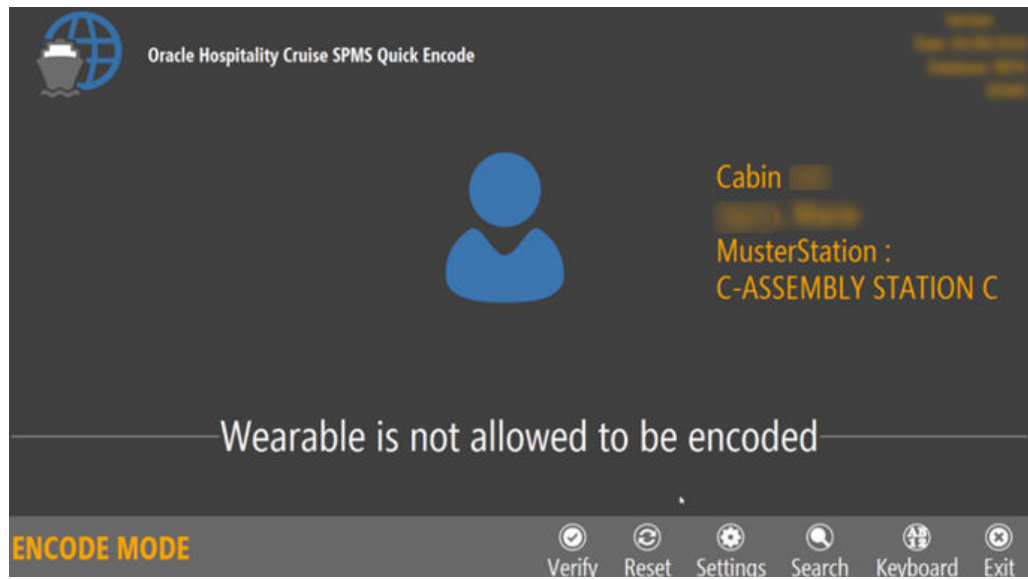 Oracle Hospitality Cruise SPMS Quick Encode
Cabin
MusterStation :
C-ASSEMBLY STATION C
Wearable is not allowed to be encoded
ENCODE MODE
Verify Reset Settings Search Keyboard Exit